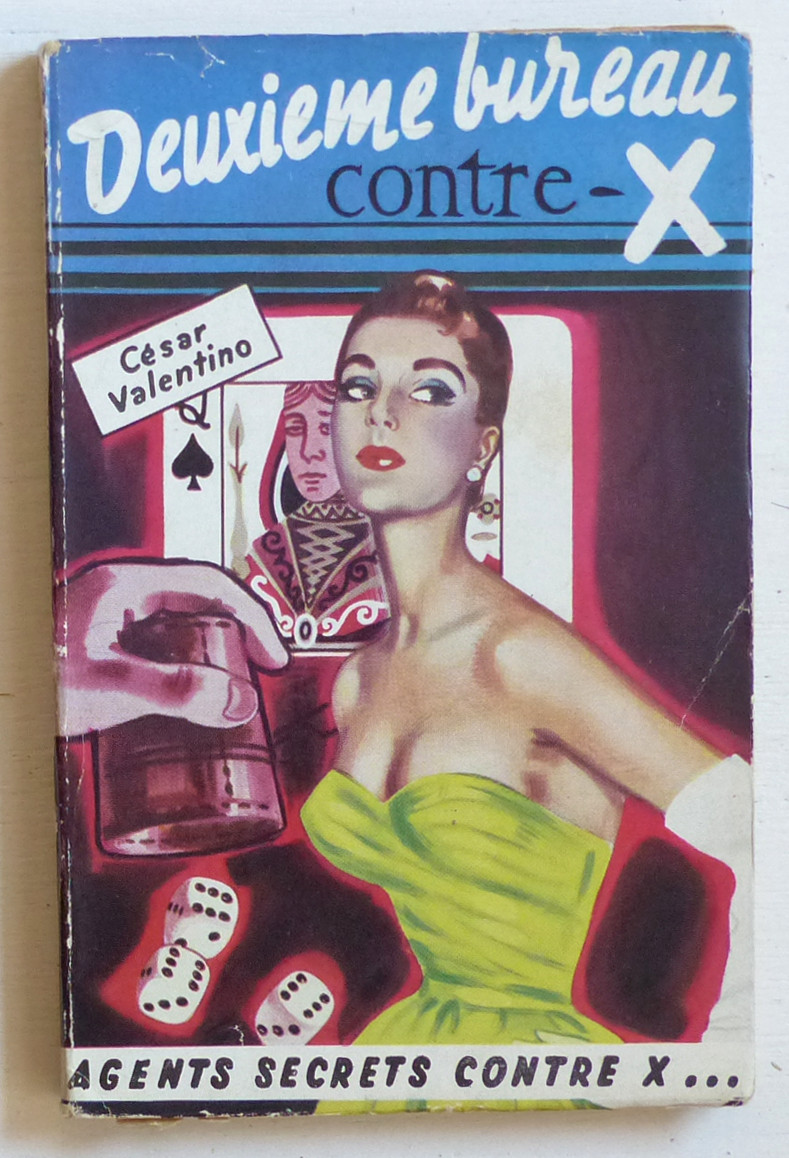 Deuxieme bureau
contre-X
César
Valentino
Q
AGENTS SECRETS CONTRE X...